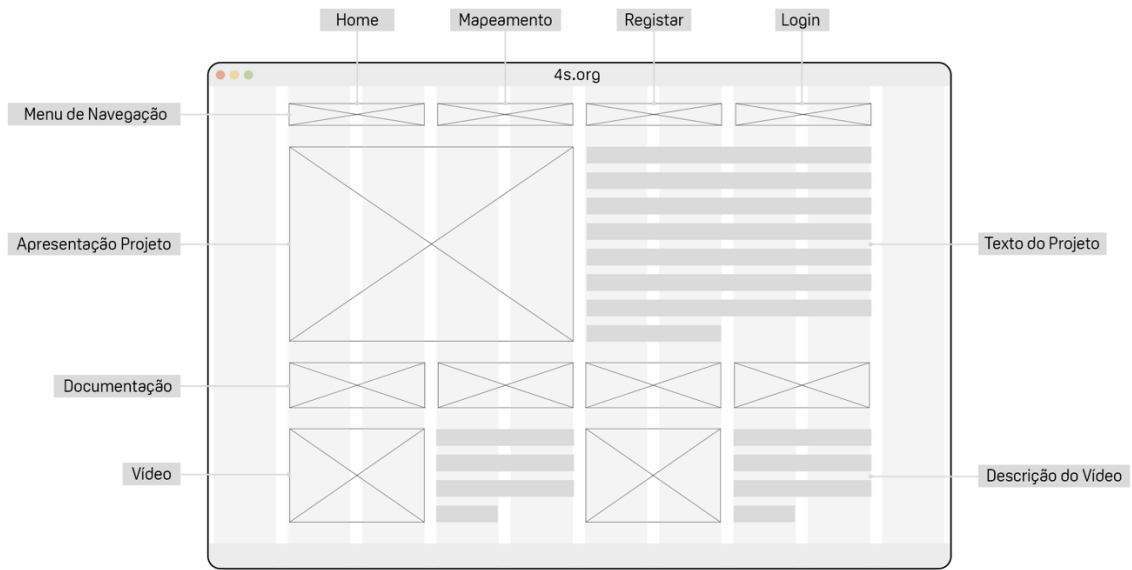 Home
Mapeamento
Registar
Login
4s.org
Menu de Navegação
Apresentação Projeto
Texto do Projeto
Documentação
Vídeo
Descrição do Vídeo